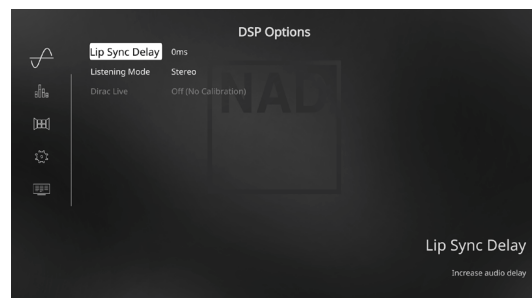 DSP Options
Lip Sync Delay 0ms
Listening Mode Stereo
Dirac Live Off (No Calibration)
NAD
Lip Sync Delay
Increase audio delay